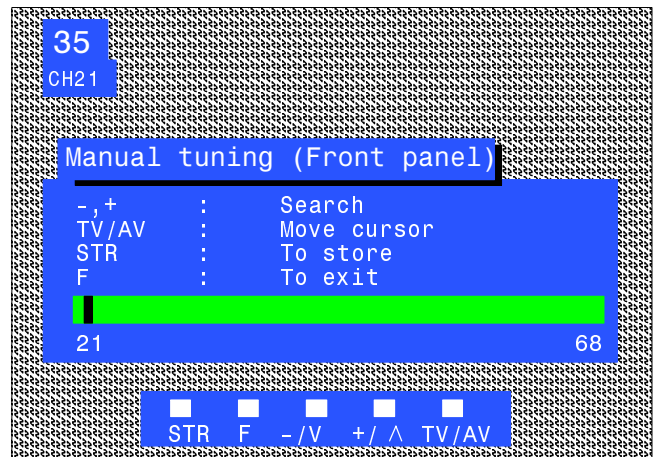 35
CH21
Manual tuning (Front panel)
-,+ : Search
TV/AV : Move cursor
STR : To store
F : To exit
21 68
STR F -/V +/ Λ TV/AV